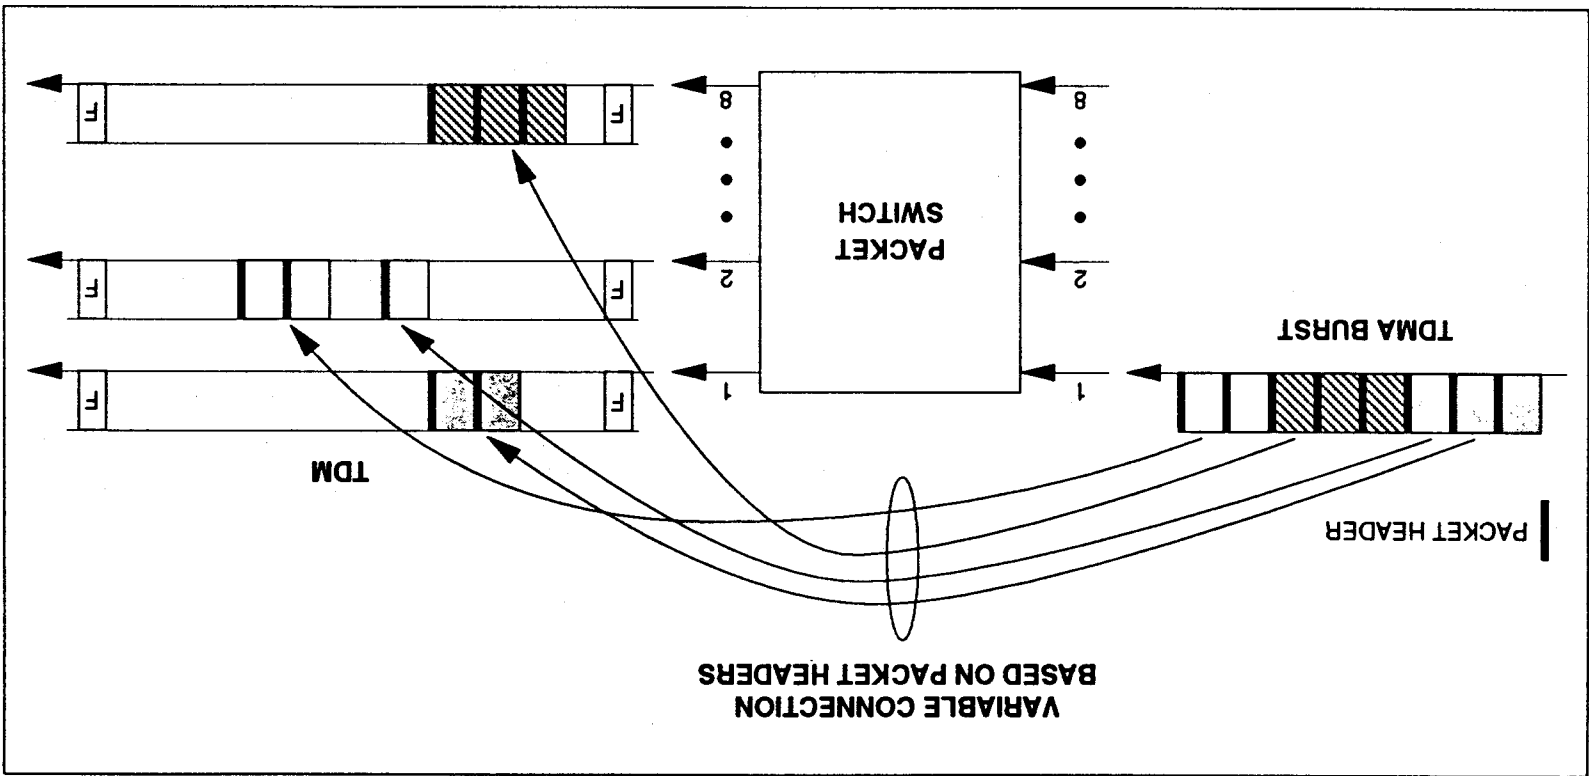 VARIABLE CONNECTION
BASED ON PACKET HEADERS
PACKET HEADER
TDM
1
1
F
F
TDMA BURST
2
PACKET
SWITCH
2
F
F
8
8
F
F